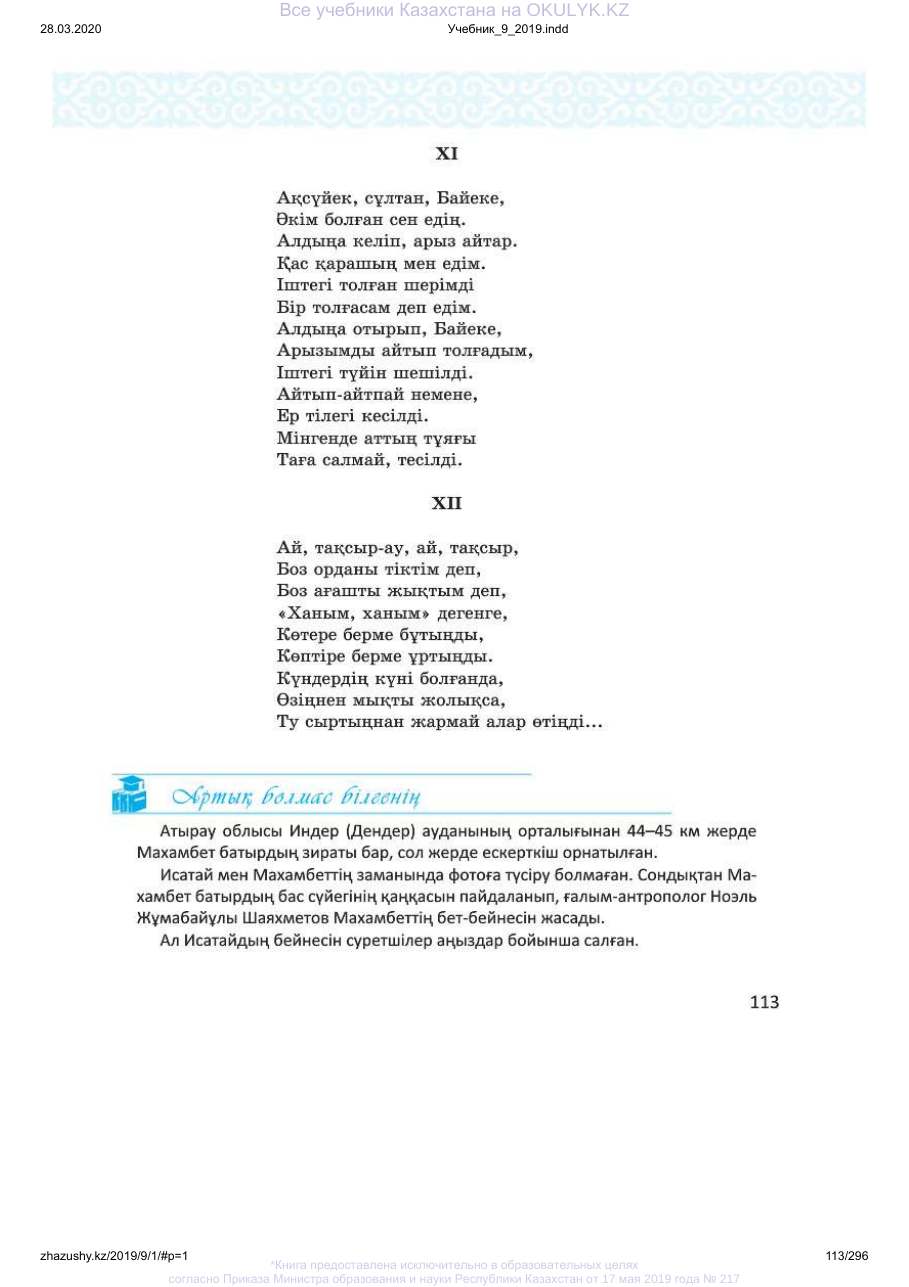 Все учебники Казахстана на OKULYK.KZ
28.03.2020 Учебник_9_2019.indd
XI
Ақсүйек, сұлтан, Байеке,
Әкім болған сен едің.
Алдыңа келіп, арыз айтар.
Қас қарашың мен едім.
Іштегі толған шерімді
Бір толғасам деп едім.
Алдыңа отырып, Байеке,
Арызымды айтып толғадым,
Іштегі түйін шешілді.
Айтып-айтпай немене,
Ер тілегі кесілді.
Мінгенде аттың тұяғы
Таға салмай, тесілді.
XII
Ай, тақсыр-ау, ай, тақсыр,
Боз орданы тіктім деп,
Боз ағашты жықтым деп,
«Ханым, ханым» дегенге,
Көтере берме бұтыңды,
Көптіре берме ұртыңды.
Күндердің күні болғанда,
Өзіңнен мықты жолықса,
Ту сыртыңнан жармай алар өтіңді...
Артық болмас білгенің
Атырау облысы Индер (Дендер) ауданының орталығынан 44–45 км жерде
Махамбет батырдың зираты бар, сол жерде ескерткіш орнатылған.
Исатай мен Махамбеттің заманында фотоға түсіру болмаған. Сондықтан Ма-
хамбет батырдың бас сүйегінің қаңқасын пайдаланып, ғалым-антрополог Ноэль
Жұмабайұлы Шаяхметов Махамбеттің бет-бейнесін жасады.
Ал Исатайдың бейнесін суретшілер аңыздар бойынша салған.
113
zhazushy.kz/2019/9/1/#p=1 113/296
*Книга предоставлена исключительно в образовательных целях
согласно Приказа Министра образования и науки Республики Казахстан от 17 мая 2019 года № 217